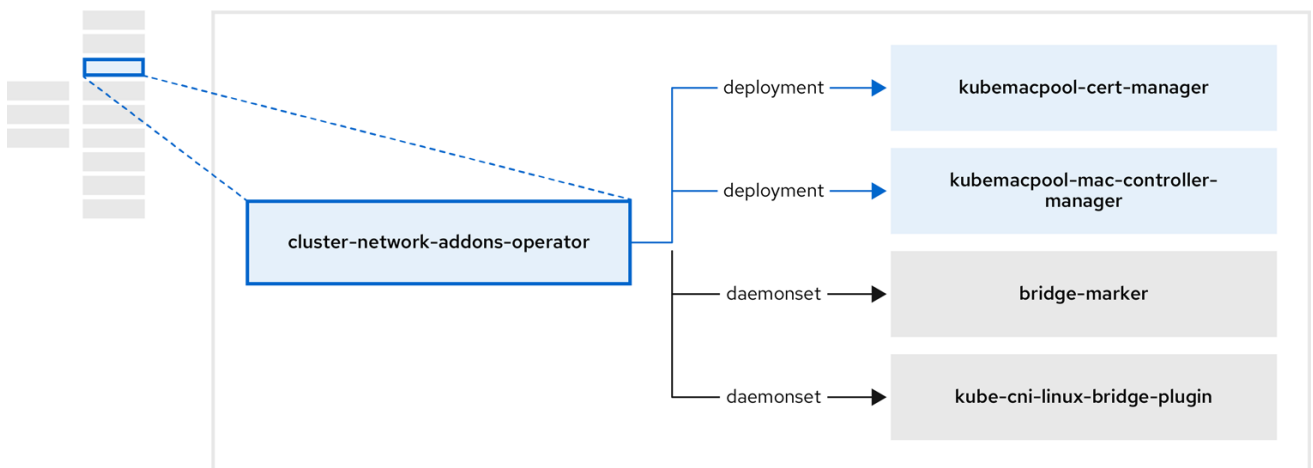 deployment
kubemacpool-cert-manager
deployment
kubemacpool-mac-controller-
manager
cluster-network-addons-operator
daemonset
bridge-marker
daemonset
kube-cni-linux-bridge-plugin